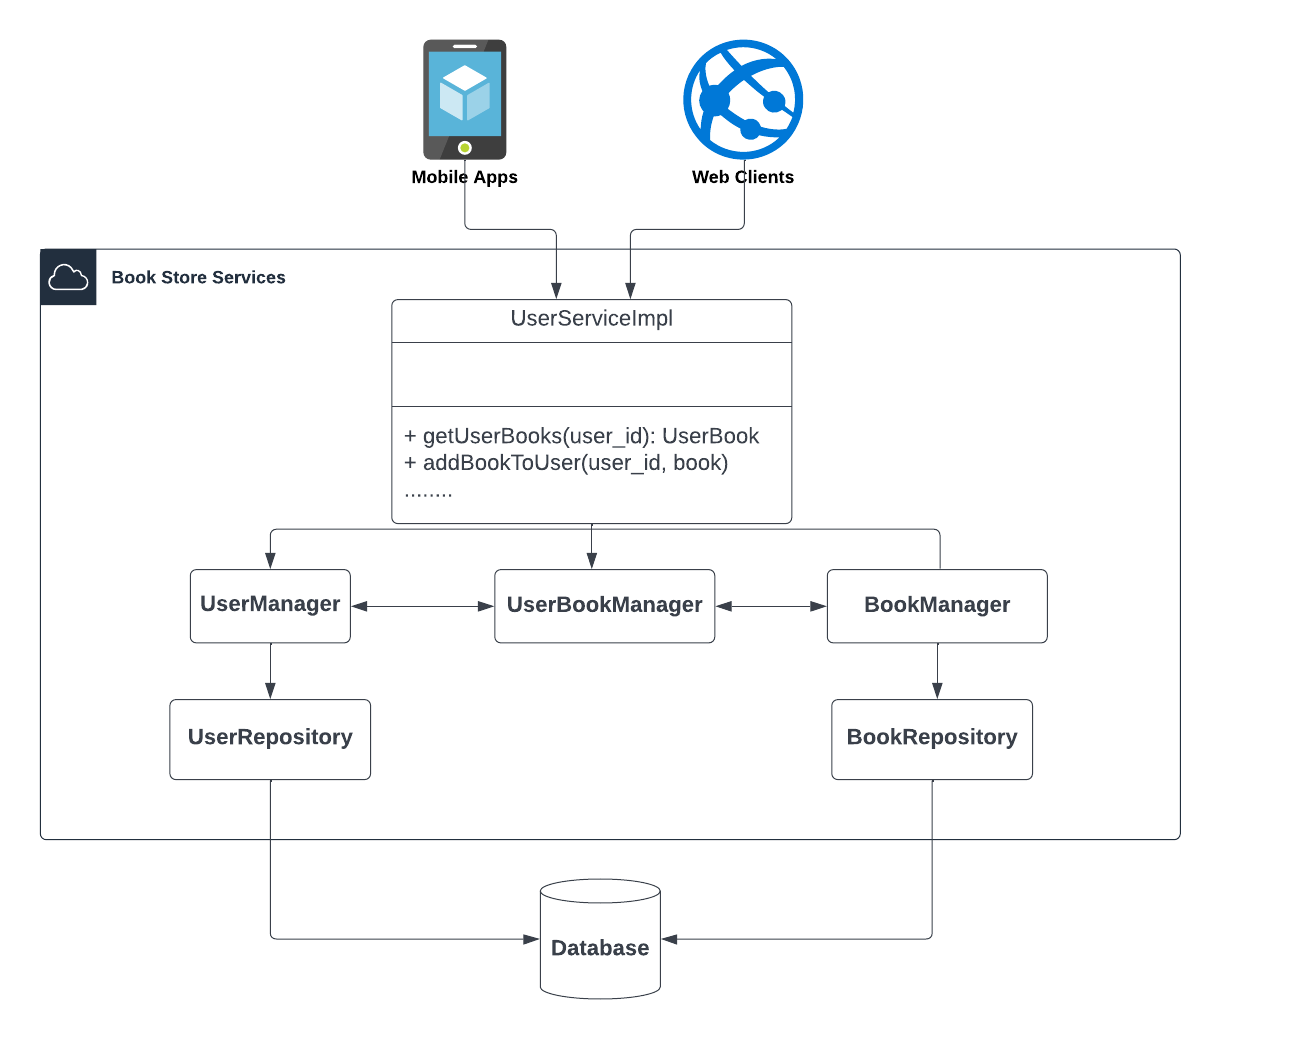 Mobile Apps
Web Clients
Book Store Services
UserServiceImpl
+ getUserBooks(user_id): UserBook
+ addBookToUser(user_id, book)
........
UserManager
UserBookManager
BookManager
UserRepository
BookRepository
Database